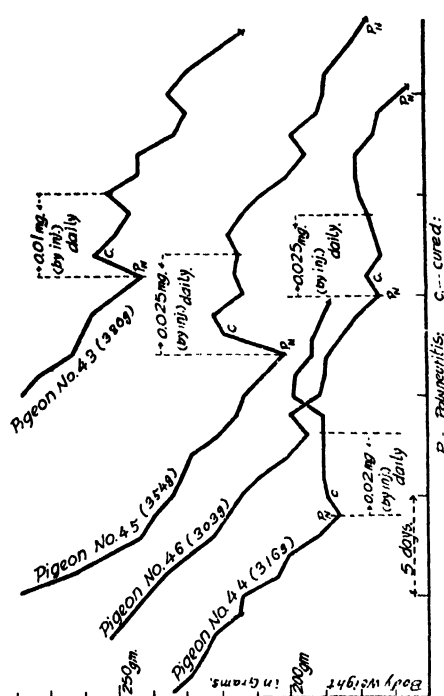 Pigeon No.43 (380g)
Pigeon No.45 (354g)
Pigeon No.46 (303g)
Pigeon No.44 (316g)
0.01 mg.
(by inj.)
daily
0.025 mg.
(by inj.)
daily.
0.025 mg.
(by inj.)
daily.
0.02 mg.
(by inj.)
daily
PN
C
PN
C
PN
C
PN
C
PN
PN
250gm.
200gm.
Body Weight
in Grams.
5 days.
C.-- cured.